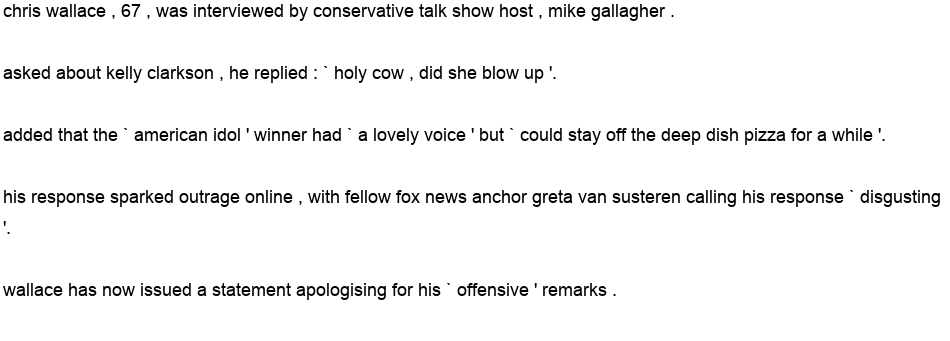 chris wallace , 67 , was interviewed by conservative talk show host , mike gallagher .
asked about kelly clarkson , he replied : ` holy cow , did she blow up '.
added that the ` american idol ' winner had ` a lovely voice ' but ` could stay off the deep dish pizza for a while '.
his response sparked outrage online , with fellow fox news anchor greta van susteren calling his response ` disgusting
'.
wallace has now issued a statement apologising for his ` offensive ' remarks .